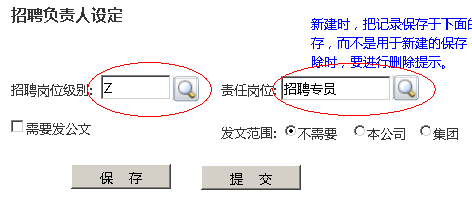 招聘负责人设定
新建时，把记录保存于下面的
存，而不是用于新建的保存
除时，要进行删除提示。
招聘岗位级别: Z 责任岗位: 招聘专员
需要发公文 发文范围: 不需要 本公司 集团
保 存 提 交